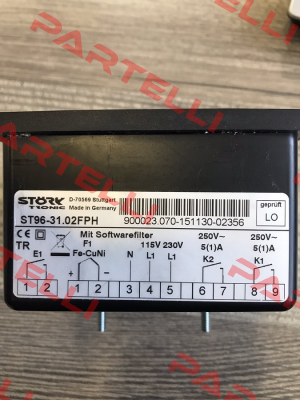 PARTELLI
STÖRK
TRONIC
D-70569 Stuttgart
Made in Germany
geprüft
LO
ST96-31.02FPH
900023.070-151130-02356
CE
Mit Softwarefilter
TR
E1
F1
Fe-CuNi
115V 230V
N L1 L1
250V~
5(1)A
K2
250V~
5(1)A
K1
1 2 1 2 3 4 5 6 7 8 9
PARTELLI
PARTELLI